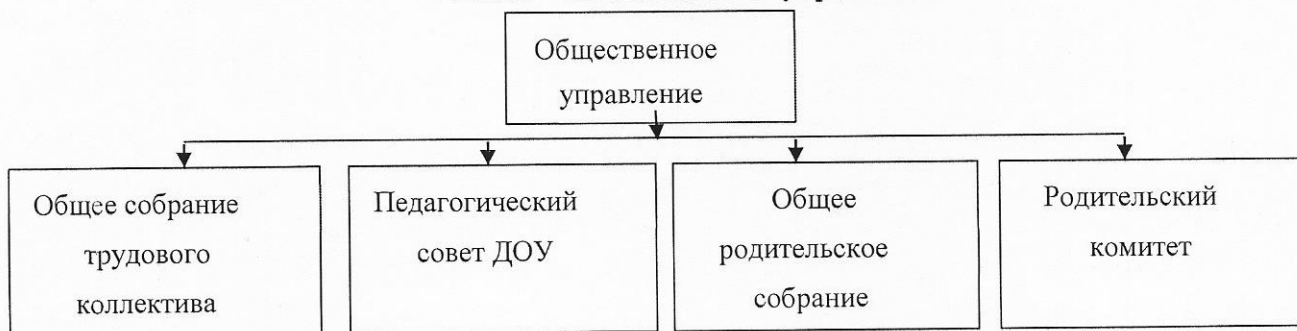 Общественное
управление
Общее собрание
трудового
коллектива
Педагогический
совет ДОУ
Общее
родительское
собрание
Родительский
комитет